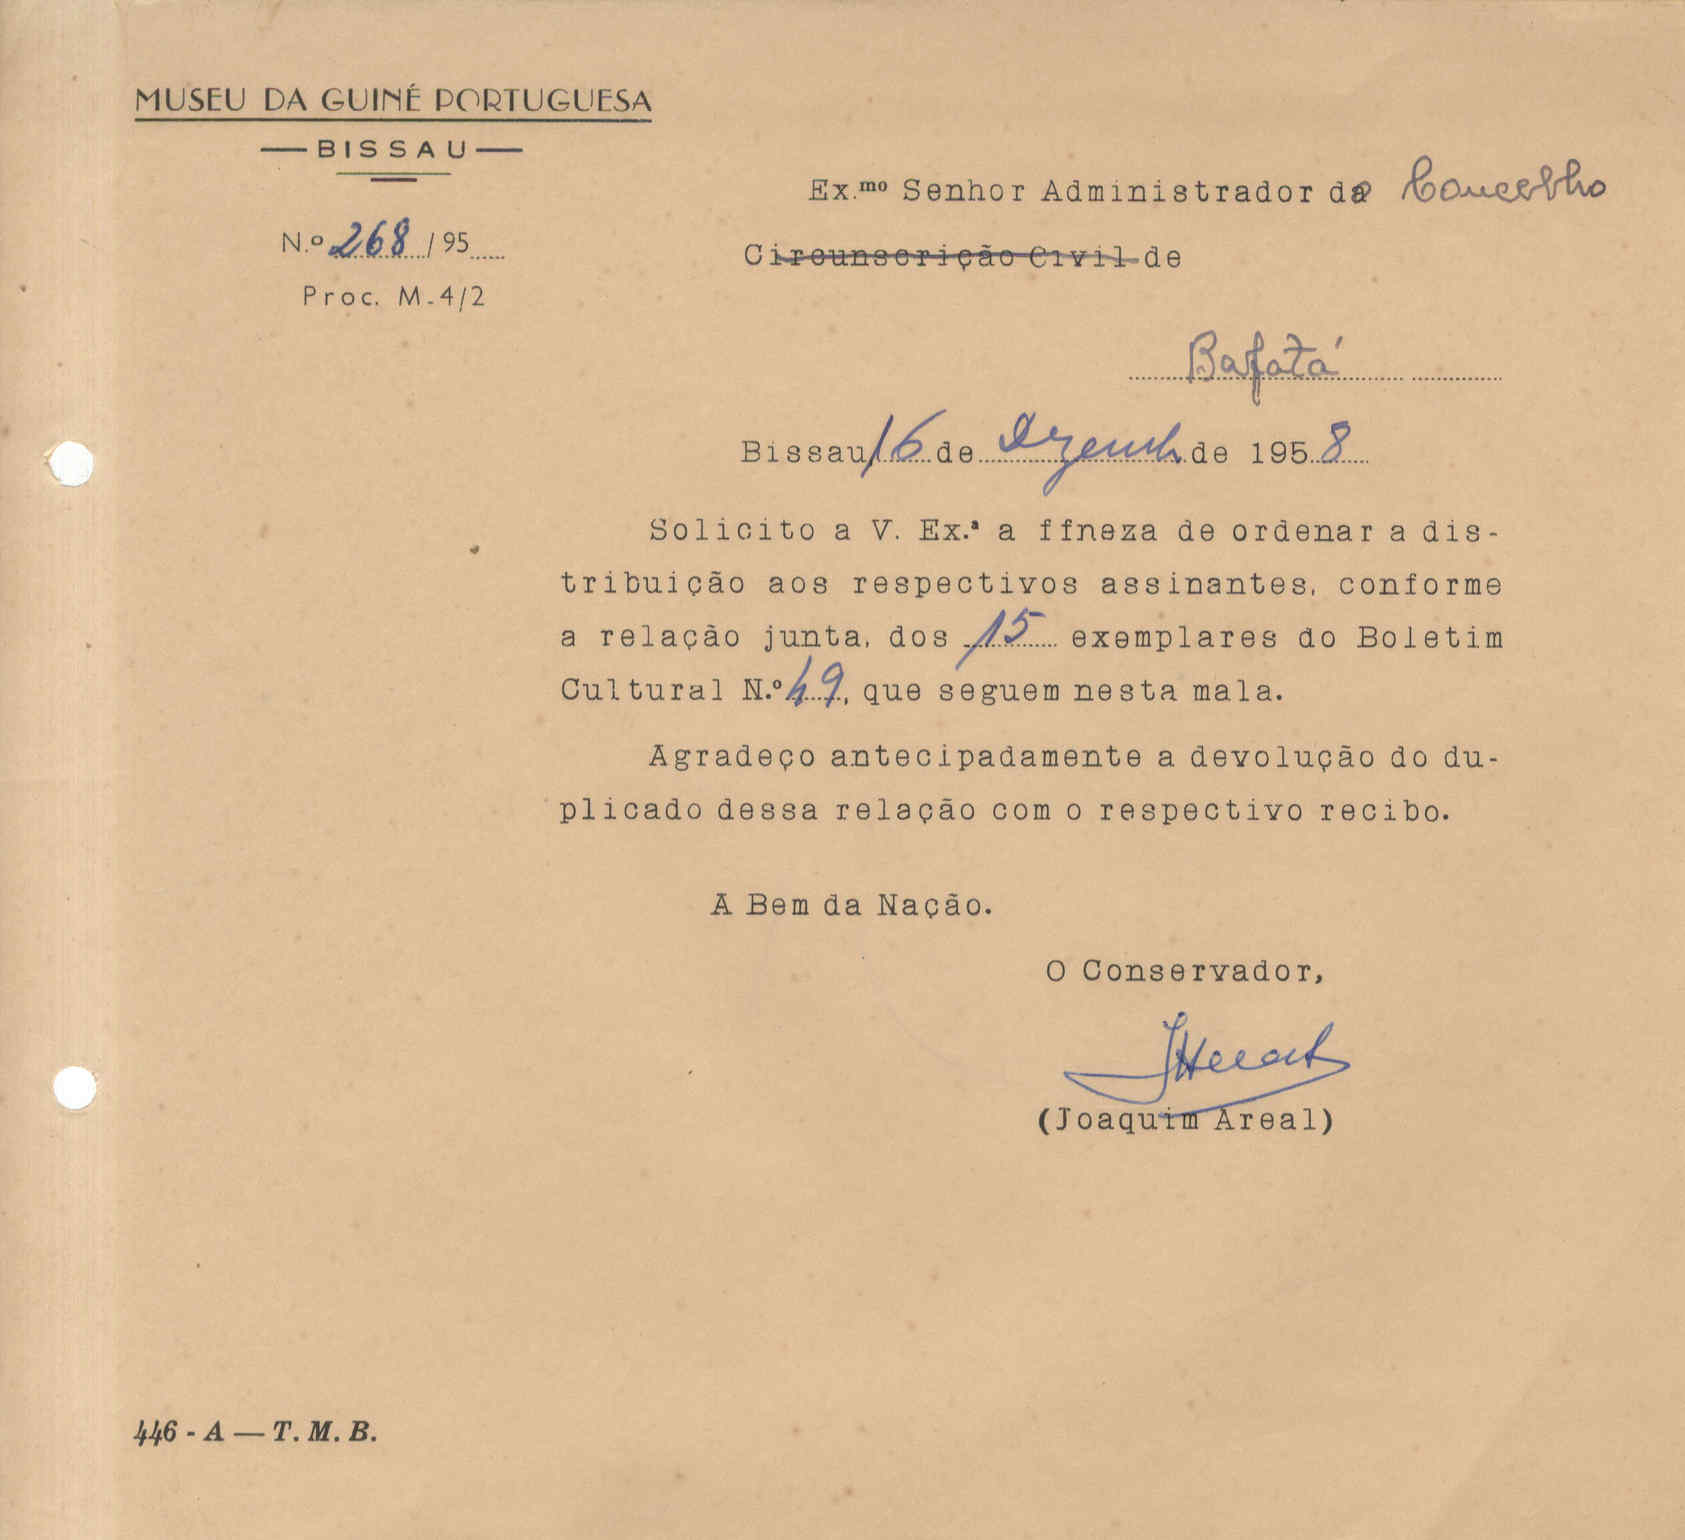 MUSEU DA GUINÉ PORTUGUESA
— BISSAU —
N.º 268 / 95
Proc. M-4/2
Ex.mo Senhor Administrador do Concelho
Circunscrição Civil de
Bafatá
Bissau, 16 de Dezemb. de 1958
Solicito a V. Ex.ª a ffneza de ordenar a dis-
tribuição aos respectivos assinantes, conforme
a relação junta, dos 15 exemplares do Boletim
Cultural N.º 49, que seguem nesta mala.
Agradeço antecipadamente a devolução do du-
plicado dessa relação com o respectivo recibo.
A Bem da Nação.
O Conservador,
(Joaquim Areal)
446 - A — T. M. B.